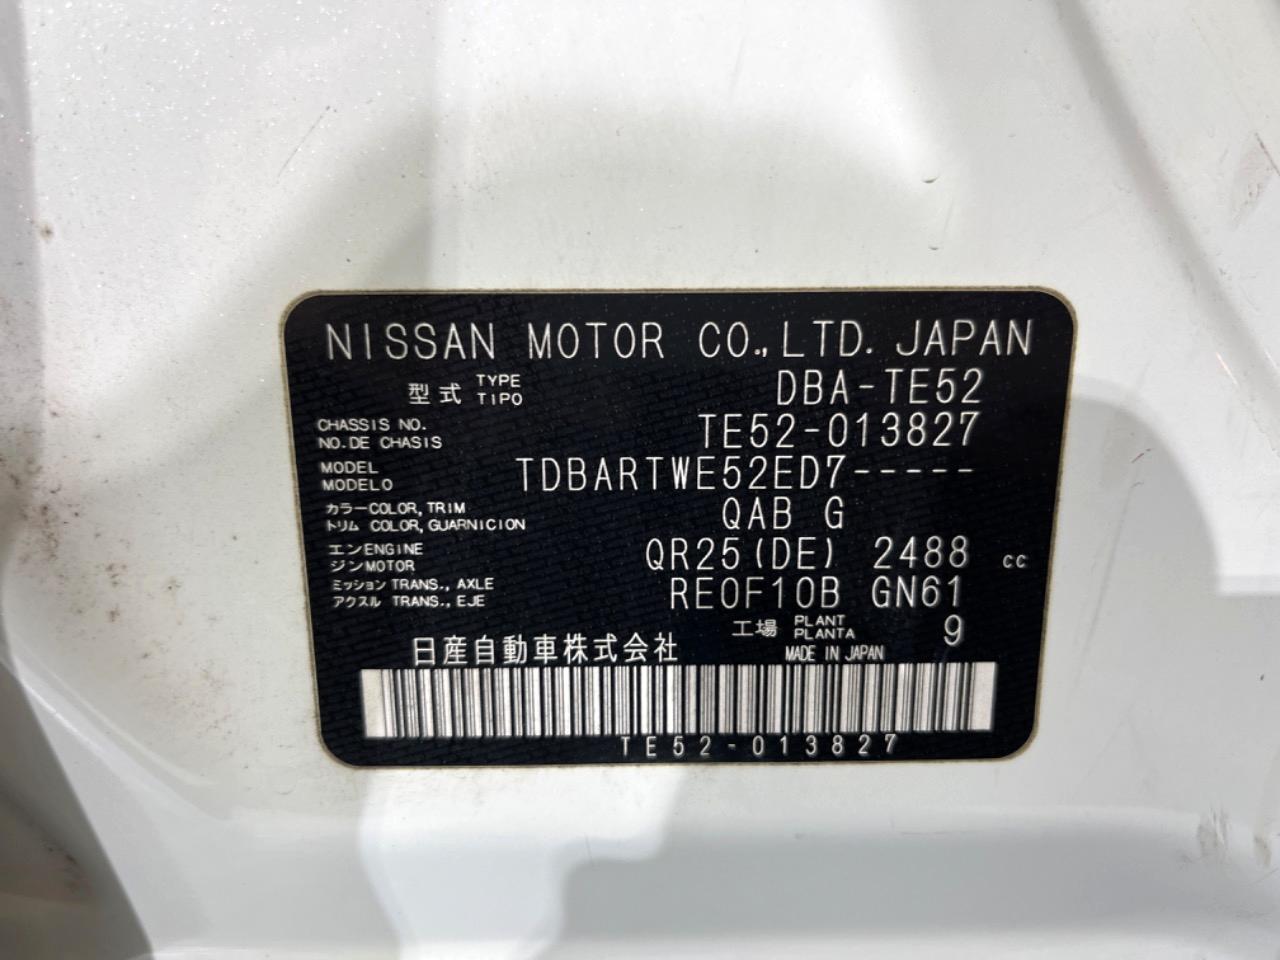 NISSAN MOTOR CO., LTD. JAPAN
型式 TYPE TIPO DBA-TE52
CHASSIS NO. NO. DE CHASIS TE52-013827
MODEL MODELO TDBARTWE52ED7-----
カラー COLOR, TRIM トリム COLOR, GUARNICION QAB G
エンジン ENGINE MOTOR QR25(DE) 2488 cc
ミッション TRANS., AXLE アクスル TRANS., EJE RE0F10B GN61
工場 PLANT PLANTA 9
日産自動車株式会社 MADE IN JAPAN
TE52-013827